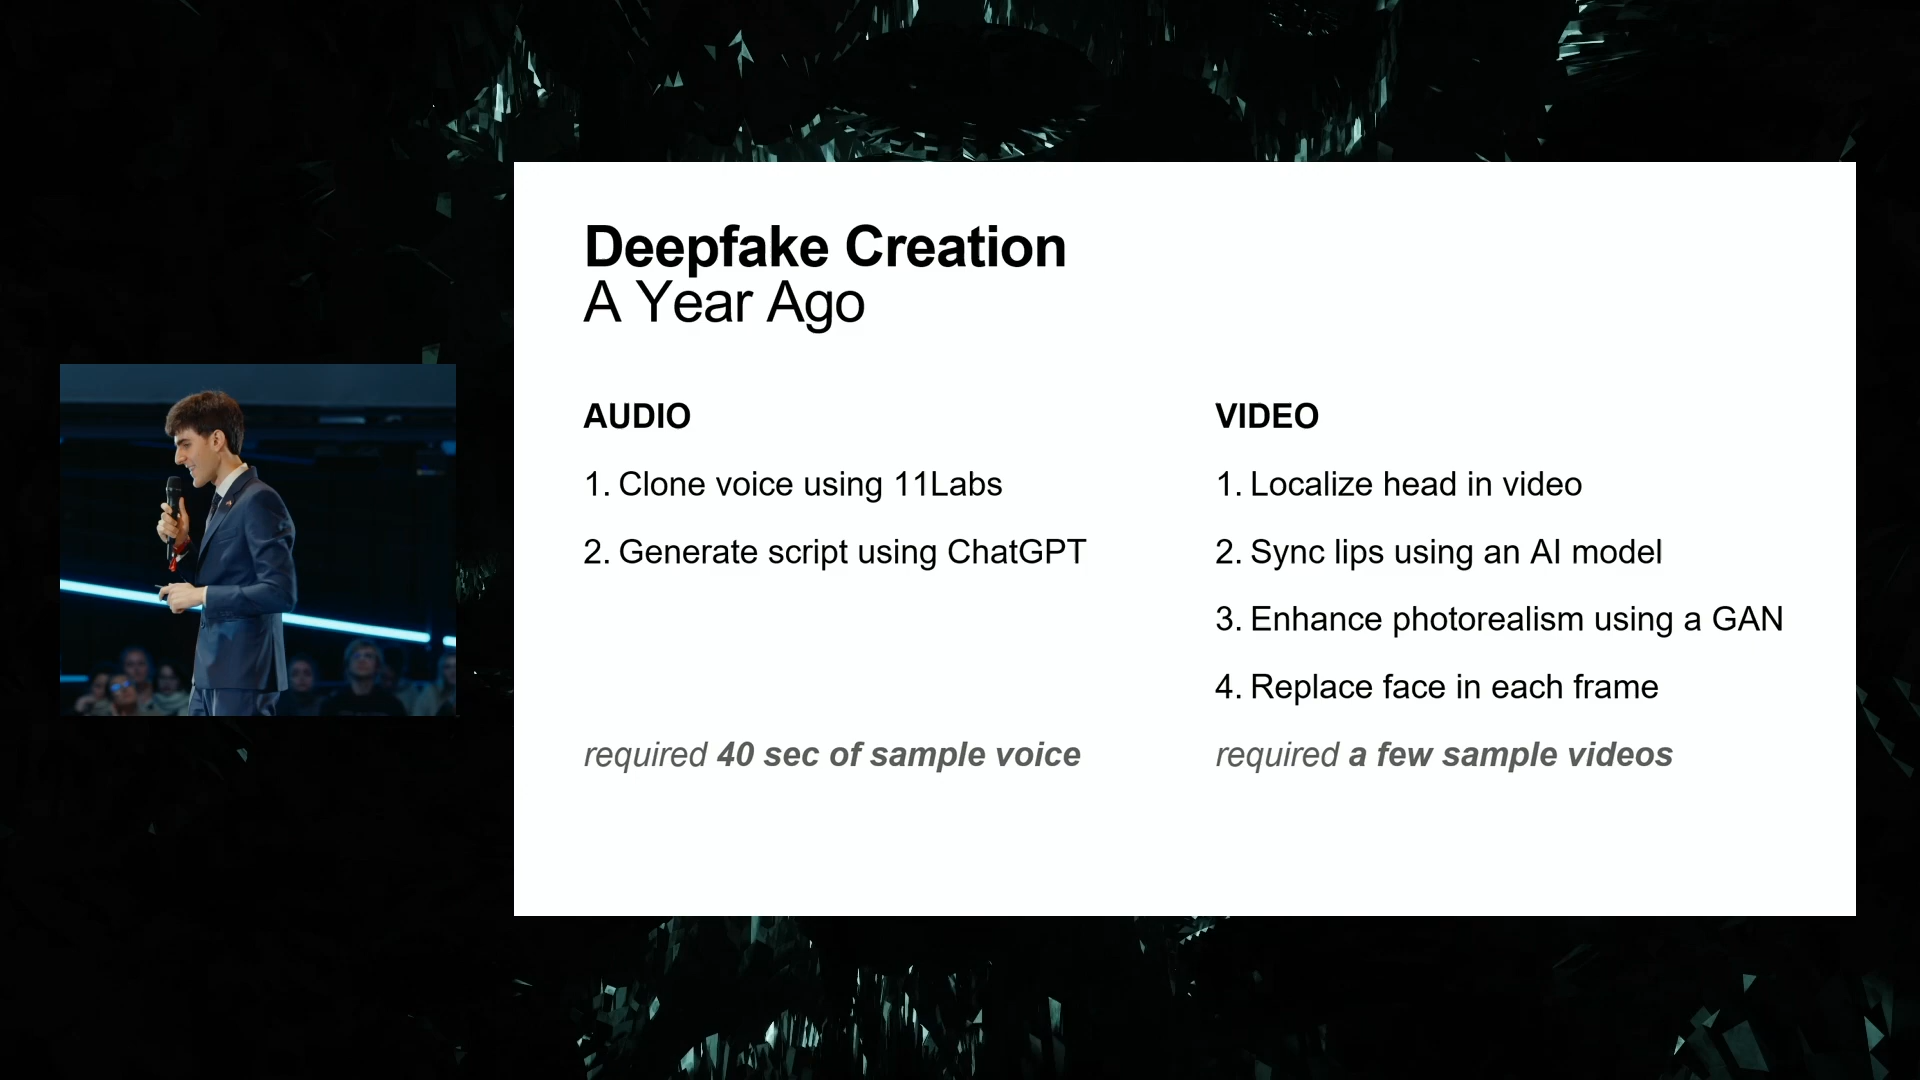 Deepfake Creation
A Year Ago
AUDIO
1. Clone voice using 11Labs
2. Generate script using ChatGPT
required 40 sec of sample voice
VIDEO
1. Localize head in video
2. Sync lips using an AI model
3. Enhance photorealism using a GAN
4. Replace face in each frame
required a few sample videos